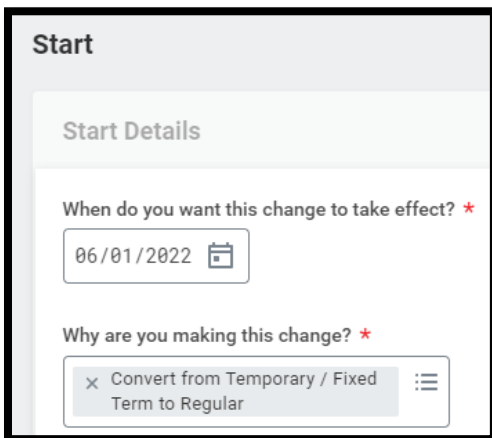 Start
Start Details
When do you want this change to take effect? *
06/01/2022
Why are you making this change? *
× Convert from Temporary / Fixed
Term to Regular